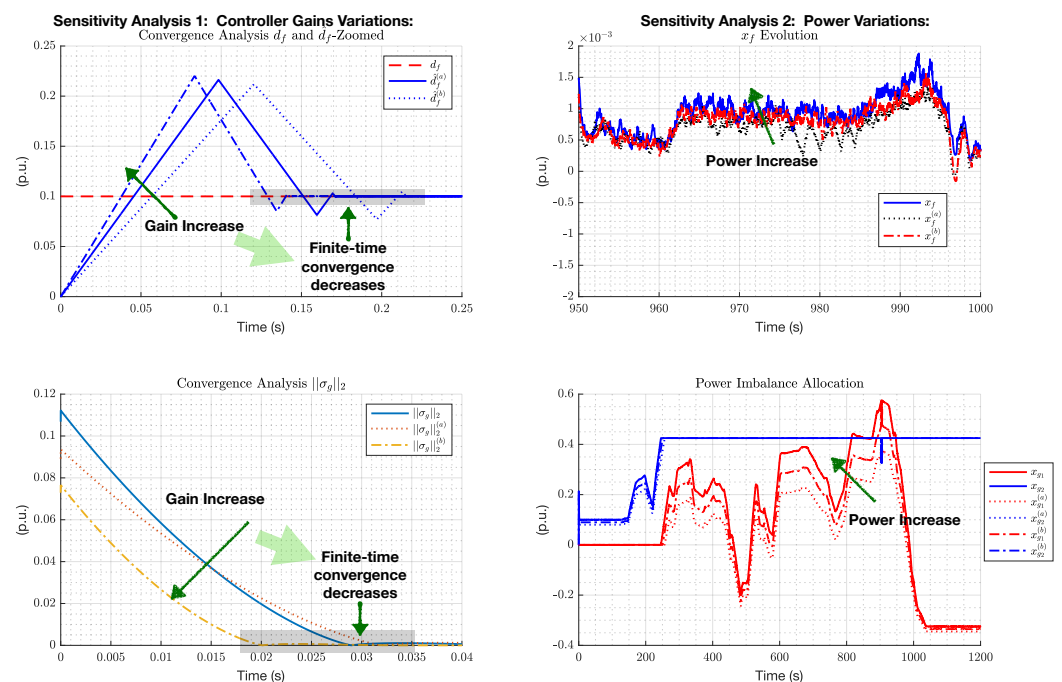 Sensitivity Analysis 1:  Controller Gains Variations:
Convergence Analysis d_f and d_f-Zoomed
0.25
0.2
0.15
0.1
0.05
0
(p.u.)
d_f
d̂_f^(a)
d̂_f^(b)
Gain Increase
Finite-time
convergence
decreases
0
0.05
0.1
0.15
0.2
0.25
Time (s)
Sensitivity Analysis 2:  Power Variations:
x_f Evolution
×10⁻³
2
1.5
1
0.5
0
-0.5
-1
-1.5
-2
(p.u.)
Power Increase
x_f
x_f^(a)
x_f^(b)
950
960
970
980
990
1000
Time (s)
Convergence Analysis ||σ_g||₂
0.12
0.1
0.08
0.06
0.04
0.02
0
(p.u.)
||σ_g||₂
||σ_g||₂^(a)
||σ_g||₂^(b)
Gain Increase
Finite-time
convergence
decreases
0
0.005
0.01
0.015
0.02
0.025
0.03
0.035
0.04
Time (s)
Power Imbalance Allocation
0.6
0.4
0.2
0
-0.2
-0.4
(p.u.)
Power Increase
x_g1
x_g2
x_g1^(a)
x_g2^(a)
x_g1^(b)
x_g2^(b)
0
200
400
600
800
1000
1200
Time (s)